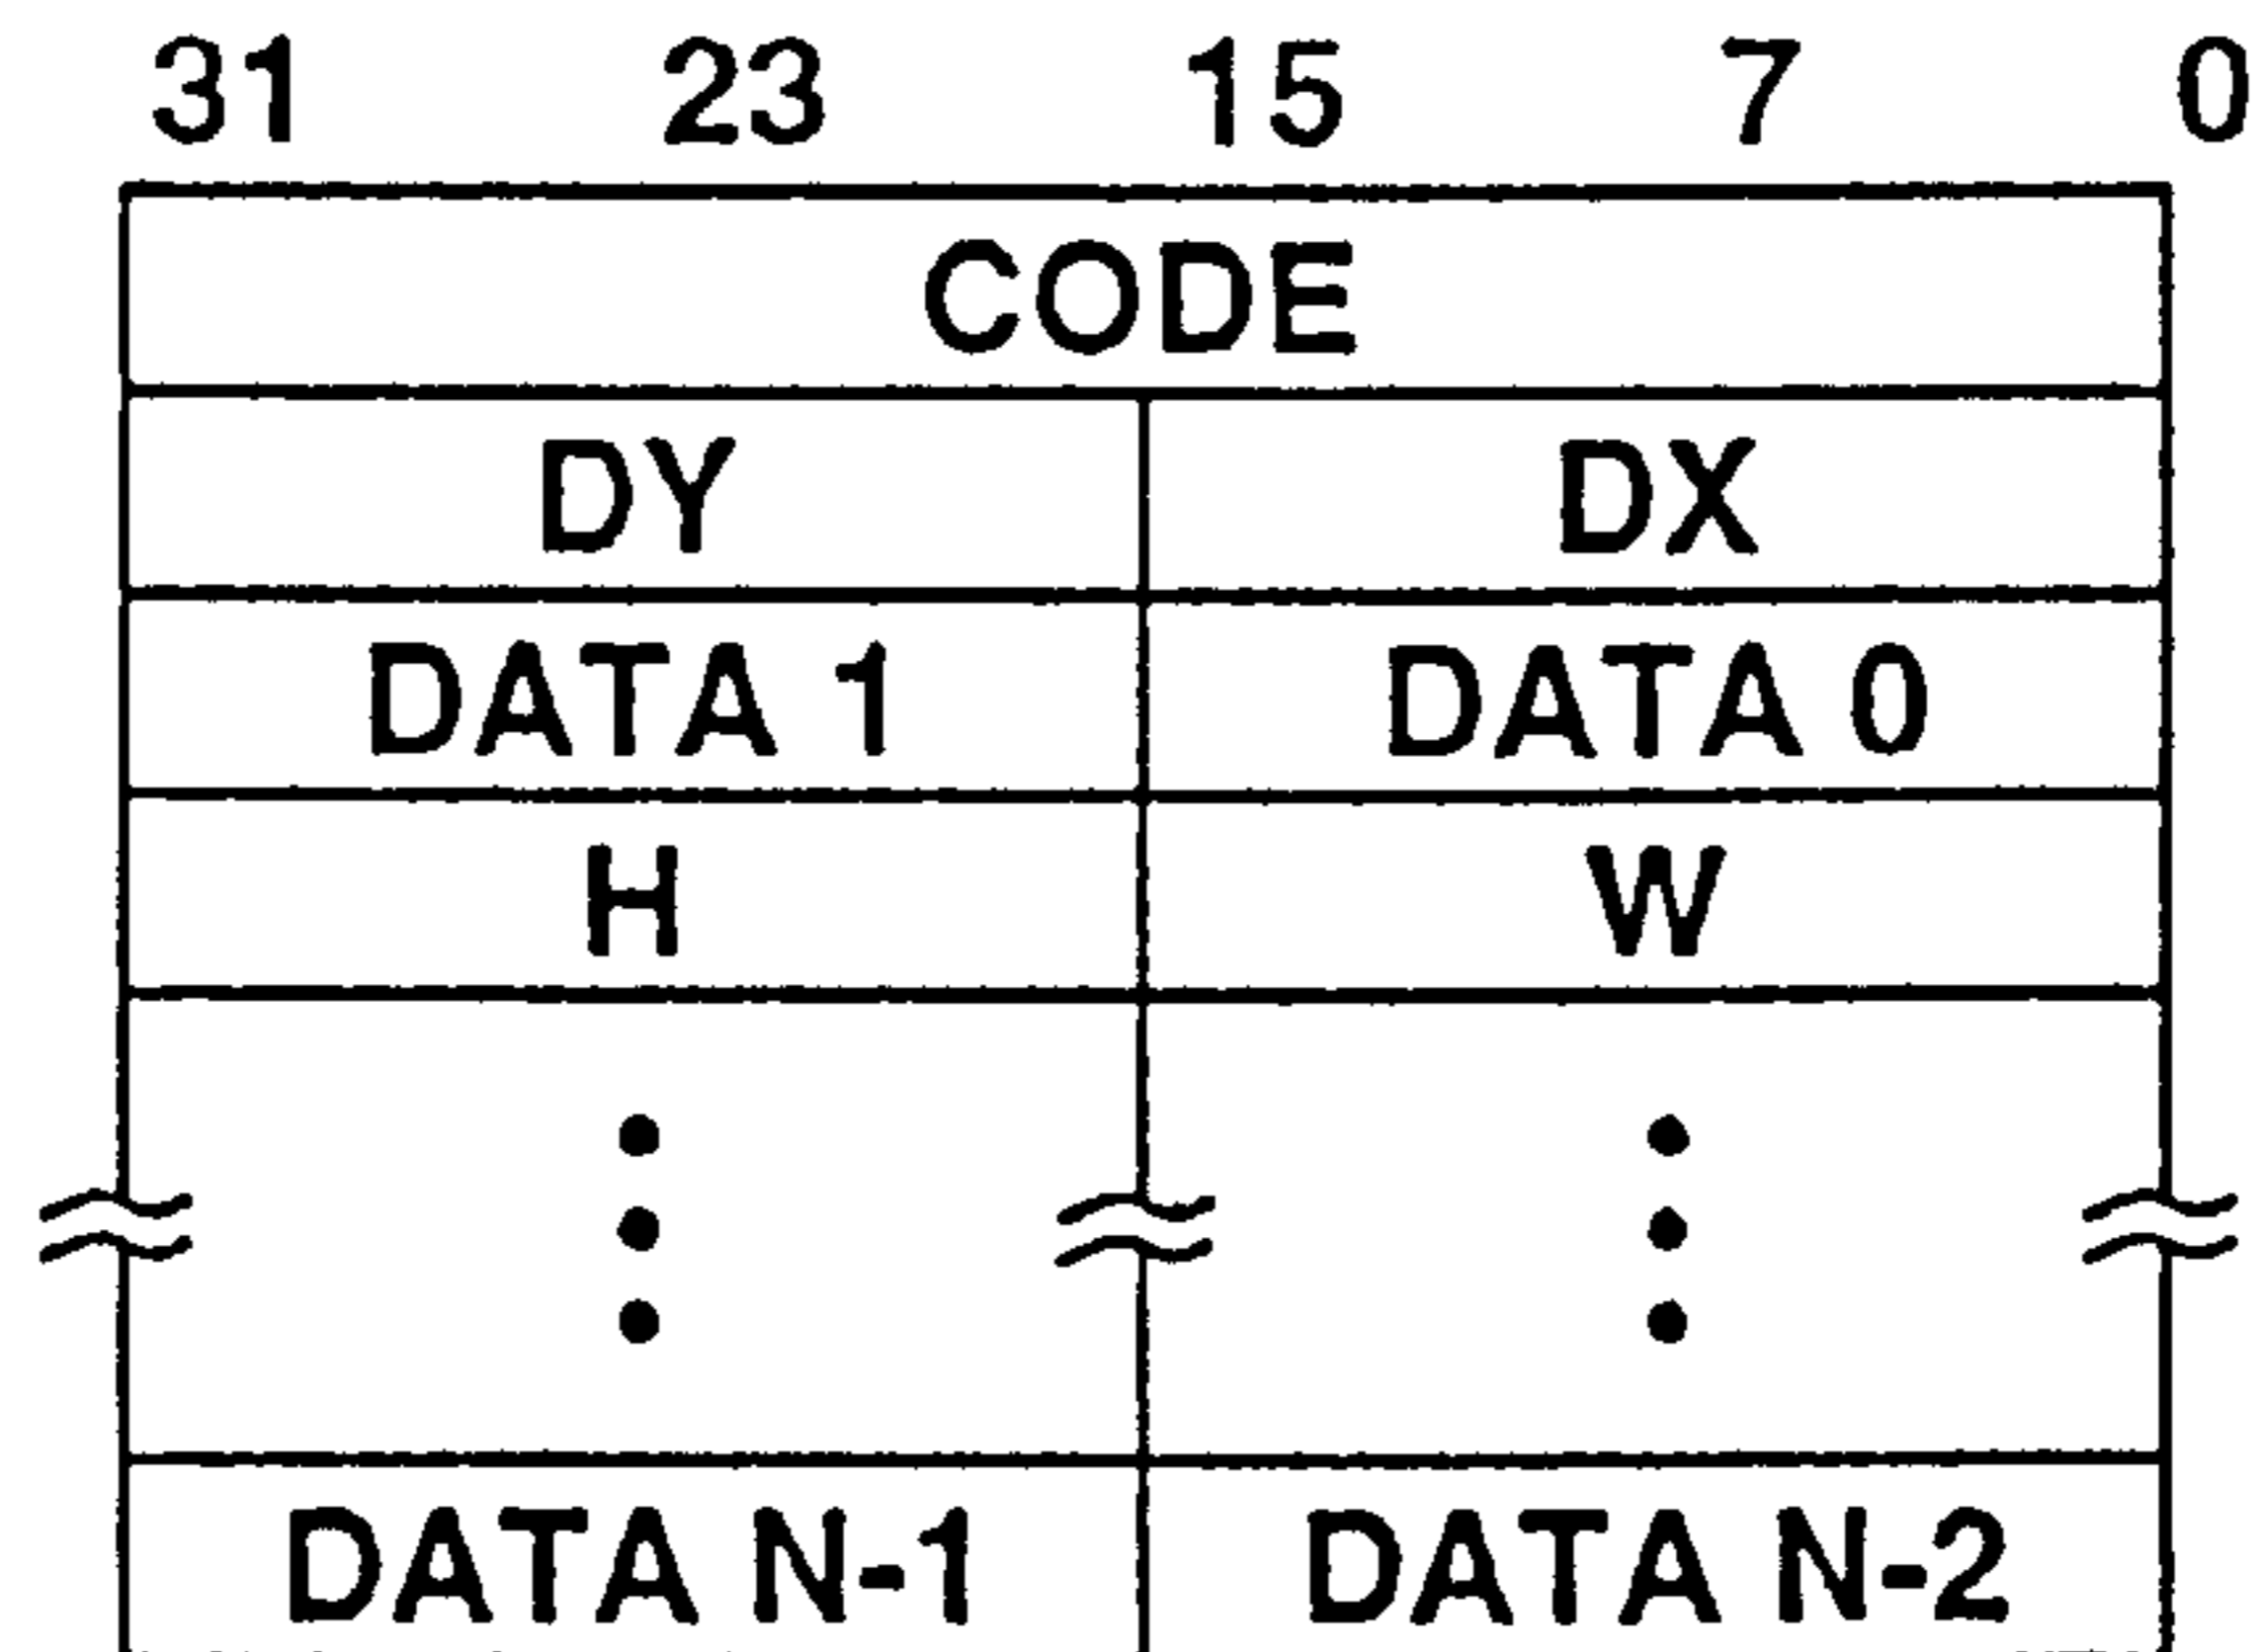 31 23 15 7 0
CODE
DY DX
DATA 1 DATA 0
H W
DATA N-1 DATA N-2